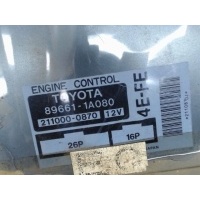 ENGINE CONTROL
TOYOTA
89661-1A080
211000-0870 12V
4E-FE
26P 16P